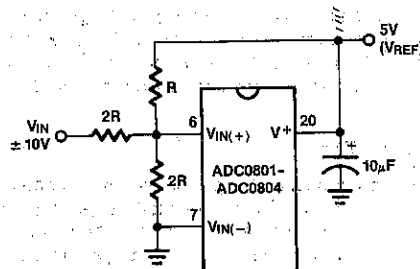 5V
(VREF)
R
VIN
± 10V
2R
6
VIN(+)
V+
20
+
10µF
2R
ADC0801-
ADC0804
7
VIN(−)